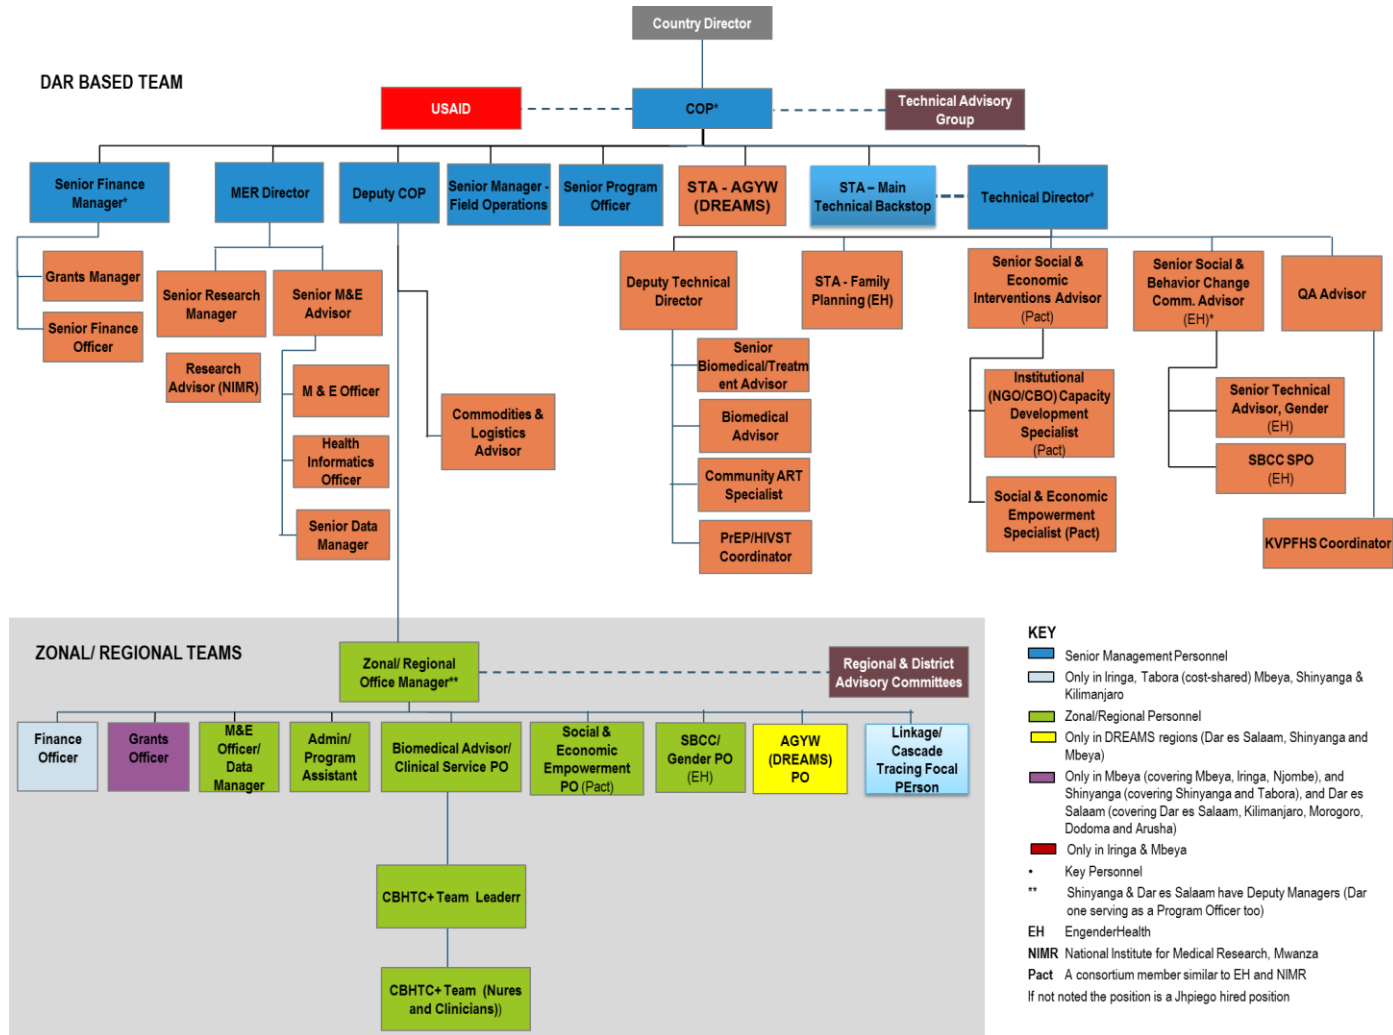 Country Director
DAR BASED TEAM
USAID
COP*
Technical Advisory
Group
Senior Finance
Manager*
MER Director
Deputy COP
Senior Manager -
Field Operations
Senior Program
Officer
STA - AGYW
(DREAMS)
STA – Main
Technical Backstop
Technical Director*
Grants Manager
Senior Finance
Officer
Senior Research
Manager
Research
Advisor (NIMR)
Senior M&E
Advisor
M & E Officer
Health
Informatics
Officer
Senior Data
Manager
Commodities &
Logistics
Advisor
Deputy Technical
Director
Senior
Biomedical/Treatm
ent Advisor
Biomedical
Advisor
Community ART
Specialist
PrEP/HIVST
Coordinator
STA - Family
Planning (EH)
Senior Social &
Economic
Interventions Advisor
(Pact)
Institutional
(NGO/CBO) Capacity
Development
Specialist
(Pact)
Social & Economic
Empowerment
Specialist (Pact)
Senior Social &
Behavior Change
Comm. Advisor
(EH)*
Senior Technical
Advisor, Gender
(EH)
SBCC SPO
(EH)
QA Advisor
KVPFHS Coordinator
ZONAL/ REGIONAL TEAMS
Zonal/ Regional
Office Manager**
Regional & District
Advisory Committees
Finance
Officer
Grants
Officer
M&E
Officer/
Data
Manager
Admin/
Program
Assistant
Biomedical Advisor/
Clinical Service PO
Social &
Economic
Empowerment
PO (Pact)
SBCC/
Gender PO
(EH)
AGYW
(DREAMS)
PO
Linkage/
Cascade
Tracing Focal
PErson
CBHTC+ Team Leaderr
CBHTC+ Team (Nures
and Clinicians))
KEY
Senior Management Personnel
Only in Iringa, Tabora (cost-shared) Mbeya, Shinyanga &
Kilimanjaro
Zonal/Regional Personnel
Only in DREAMS regions (Dar es Salaam, Shinyanga and
Mbeya)
Only in Mbeya (covering Mbeya, Iringa, Njombe), and
Shinyanga (covering Shinyanga and Tabora), and Dar es
Salaam (covering Dar es Salaam, Kilimanjaro, Morogoro,
Dodoma and Arusha)
Only in Iringa & Mbeya
• Key Personnel
** Shinyanga & Dar es Salaam have Deputy Managers (Dar
one serving as a Program Officer too)
EH EngenderHealth
NIMR National Institute for Medical Research, Mwanza
Pact A consortium member similar to EH and NIMR
If not noted the position is a Jhpiego hired position